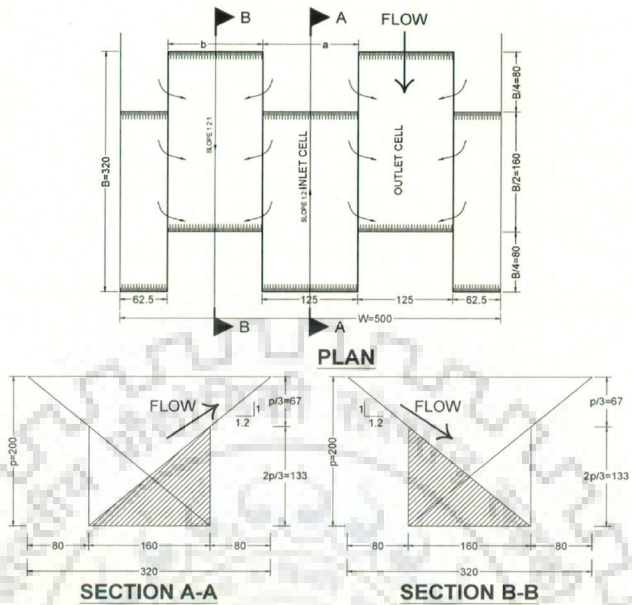 B
A
FLOW
b
a
B/4=80
B=320
SLOPE 1.2:1
SLOPE 1.2
INLET CELL
OUTLET CELL
B/2=160
B/4=80
62.5
125
125
62.5
W=500
B
A
PLAN
p=200
FLOW
1
1.2
p/3=67
2p/3=133
80
160
80
320
SECTION A-A
p=200
1
1.2
FLOW
p/3=67
2p/3=133
80
160
80
320
SECTION B-B